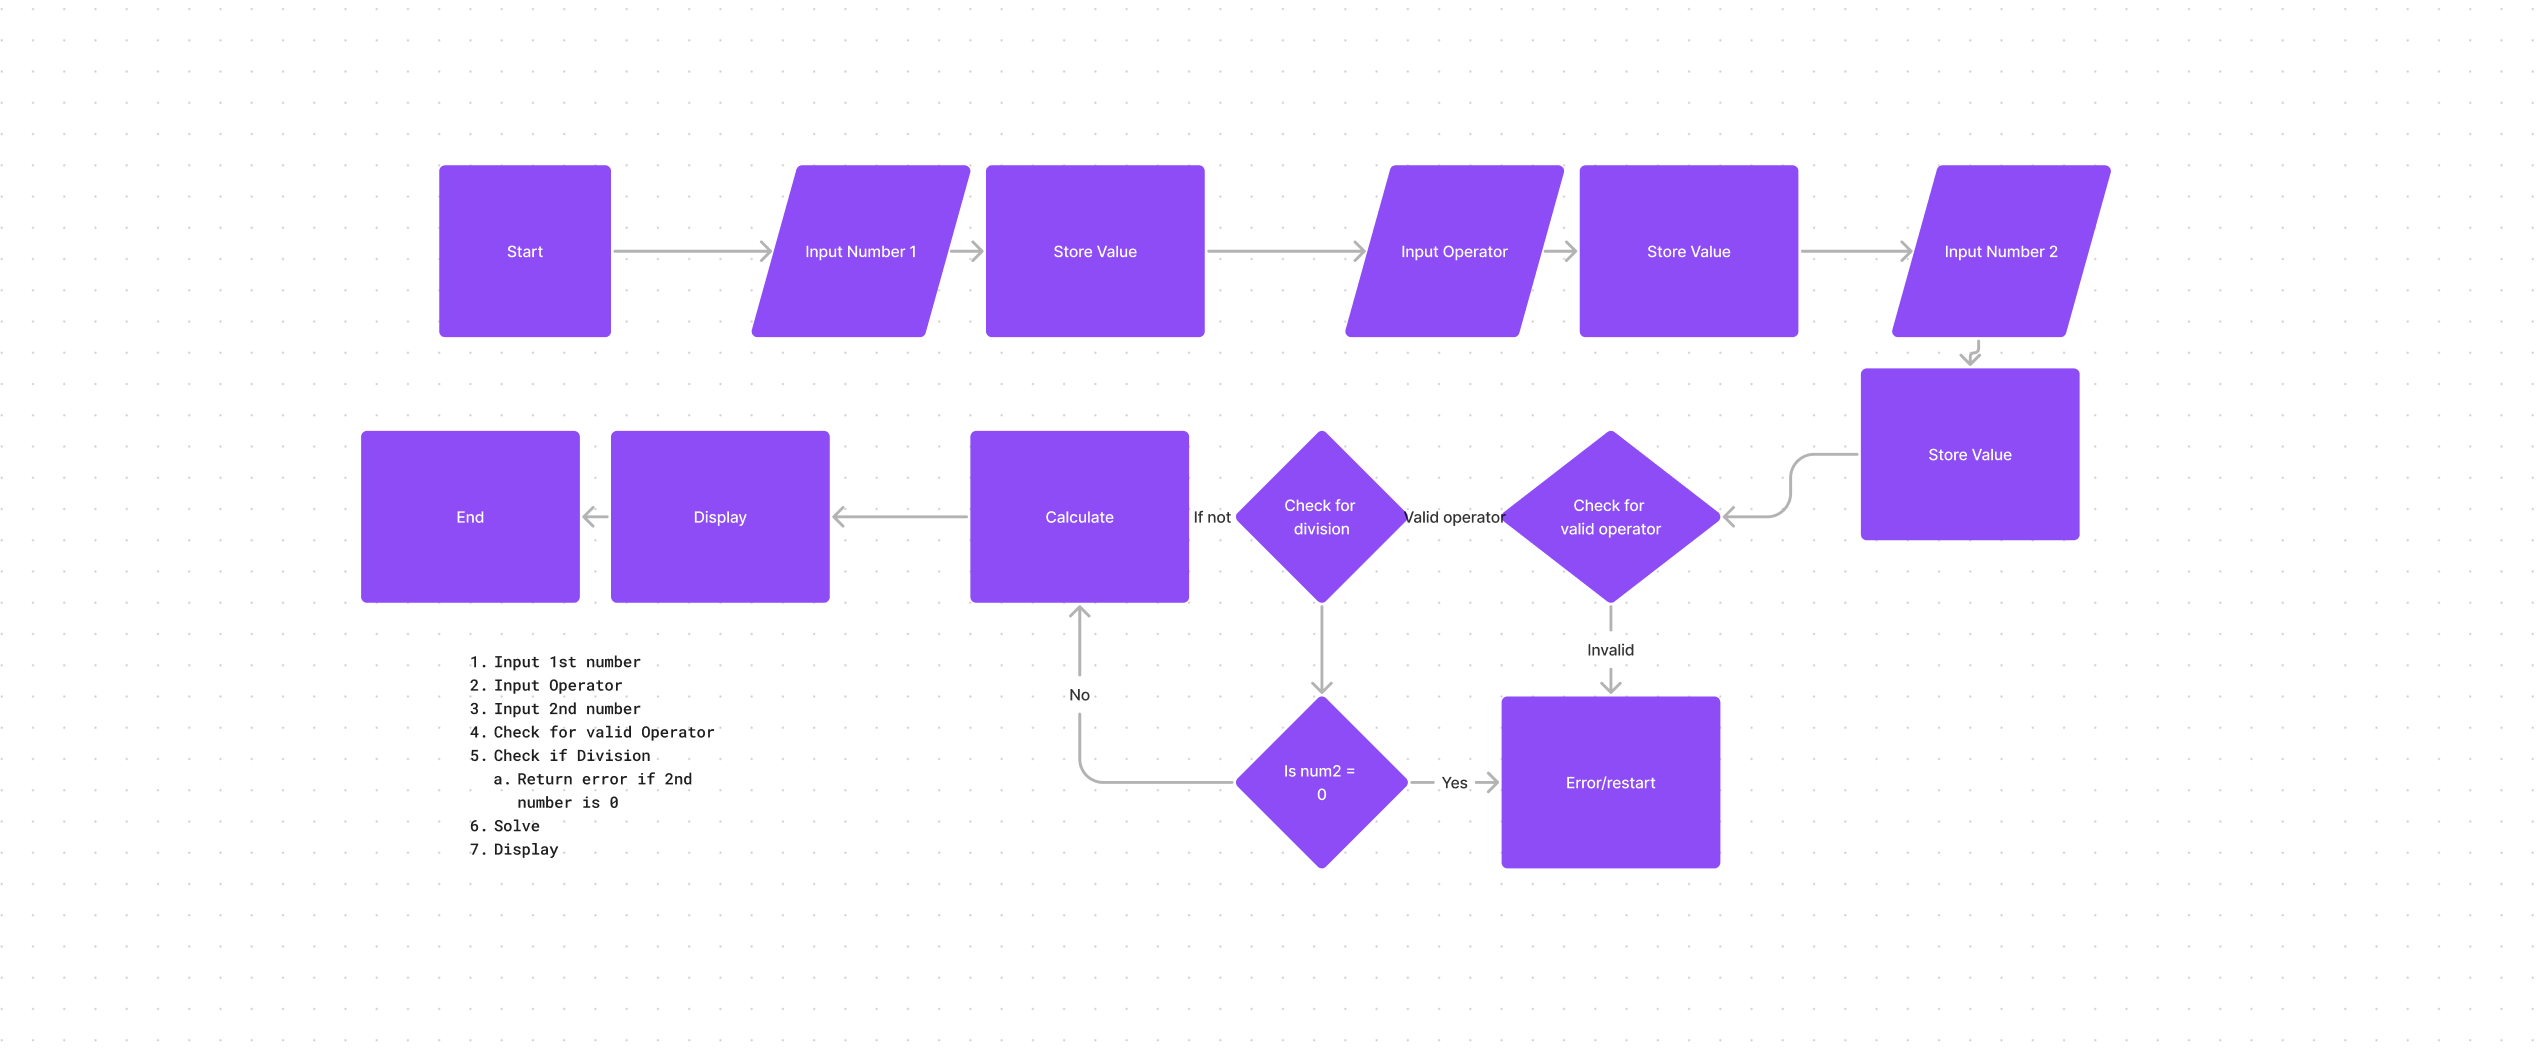 Start
Input Number 1
Store Value
Input Operator
Store Value
Input Number 2
Store Value
Check for
valid operator
Valid operator
Check for
division
If not
Calculate
Display
End
Invalid
No
Is num2 =
0
Yes
Error/restart
1. Input 1st number
2. Input Operator
3. Input 2nd number
4. Check for valid Operator
5. Check if Division
a. Return error if 2nd
number is 0
6. Solve
7. Display